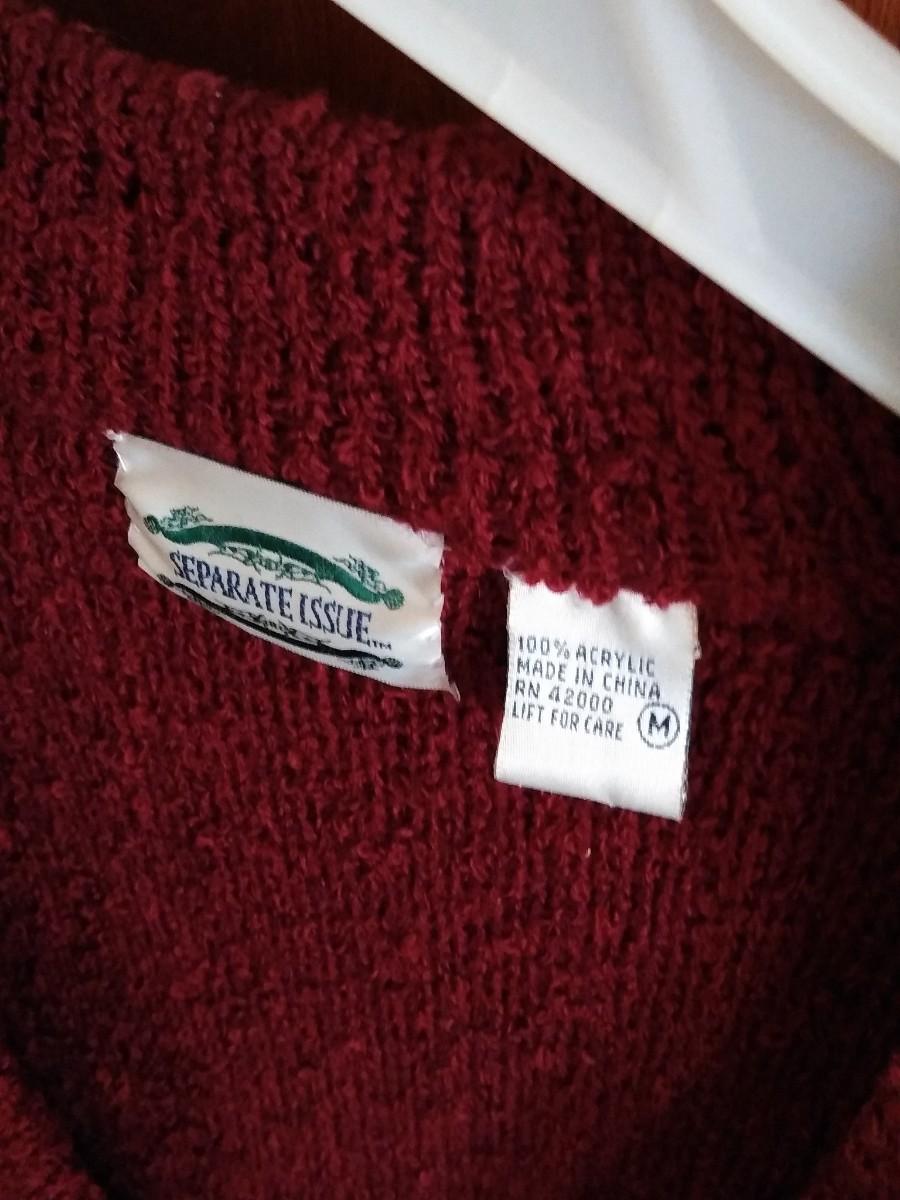 SEPARATE ISSUE™
100% ACRYLIC
MADE IN CHINA
RN 42000
LIFT FOR CARE M